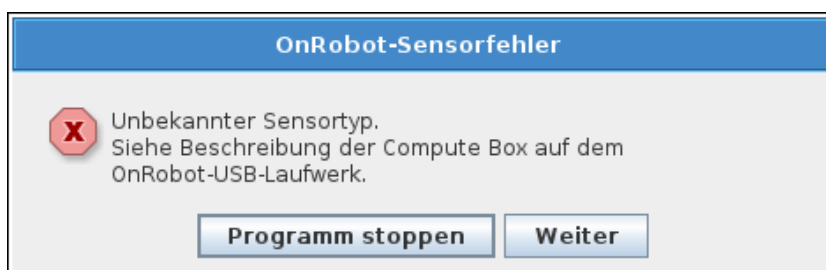 OnRobot-Sensorfehler
Unbekannter Sensortyp.
Siehe Beschreibung der Compute Box auf dem
OnRobot-USB-Laufwerk.
Programm stoppen Weiter